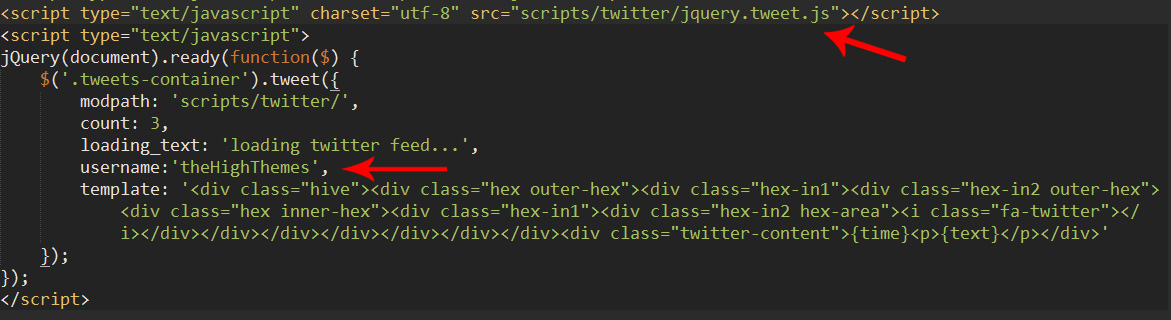 <script type="text/javascript" charset="utf-8" src="scripts/twitter/jquery.tweet.js"></script>
<script type="text/javascript">
jQuery(document).ready(function($) {
    $('.tweets-container').tweet({
        modpath: 'scripts/twitter/',
        count: 3,
        loading_text: 'loading twitter feed...',
        username:'theHighThemes',
        template: '<div class="hive"><div class="hex outer-hex"><div class="hex-in1"><div class="hex-in2 outer-hex">
            <div class="hex inner-hex"><div class="hex-in1"><div class="hex-in2 hex-area"><i class="fa-twitter"></
            i></div></div></div></div></div></div></div><div class="twitter-content">{time}<p>{text}</p></div>'
    });
});
</script>